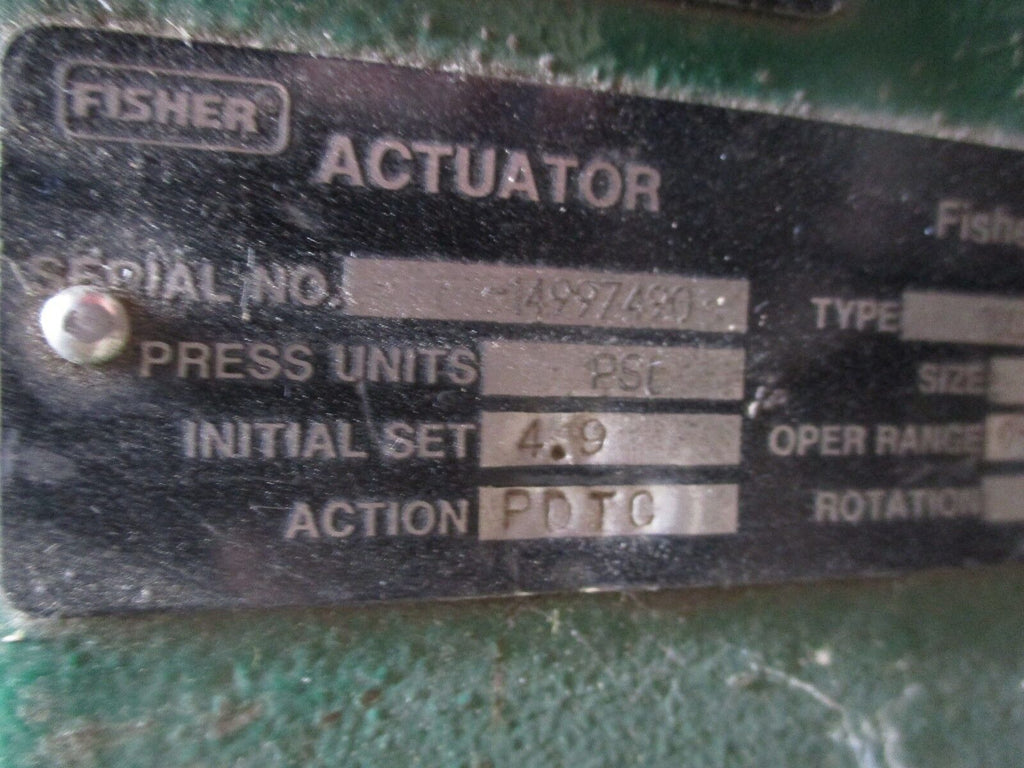 FISHER
ACTUATOR
Fishe
SERIAL NO. 14997490
TYPE
PRESS UNITS PSI
SIZE
INITIAL SET 4.9
OPER RANGE
ACTION PDTC
ROTATION